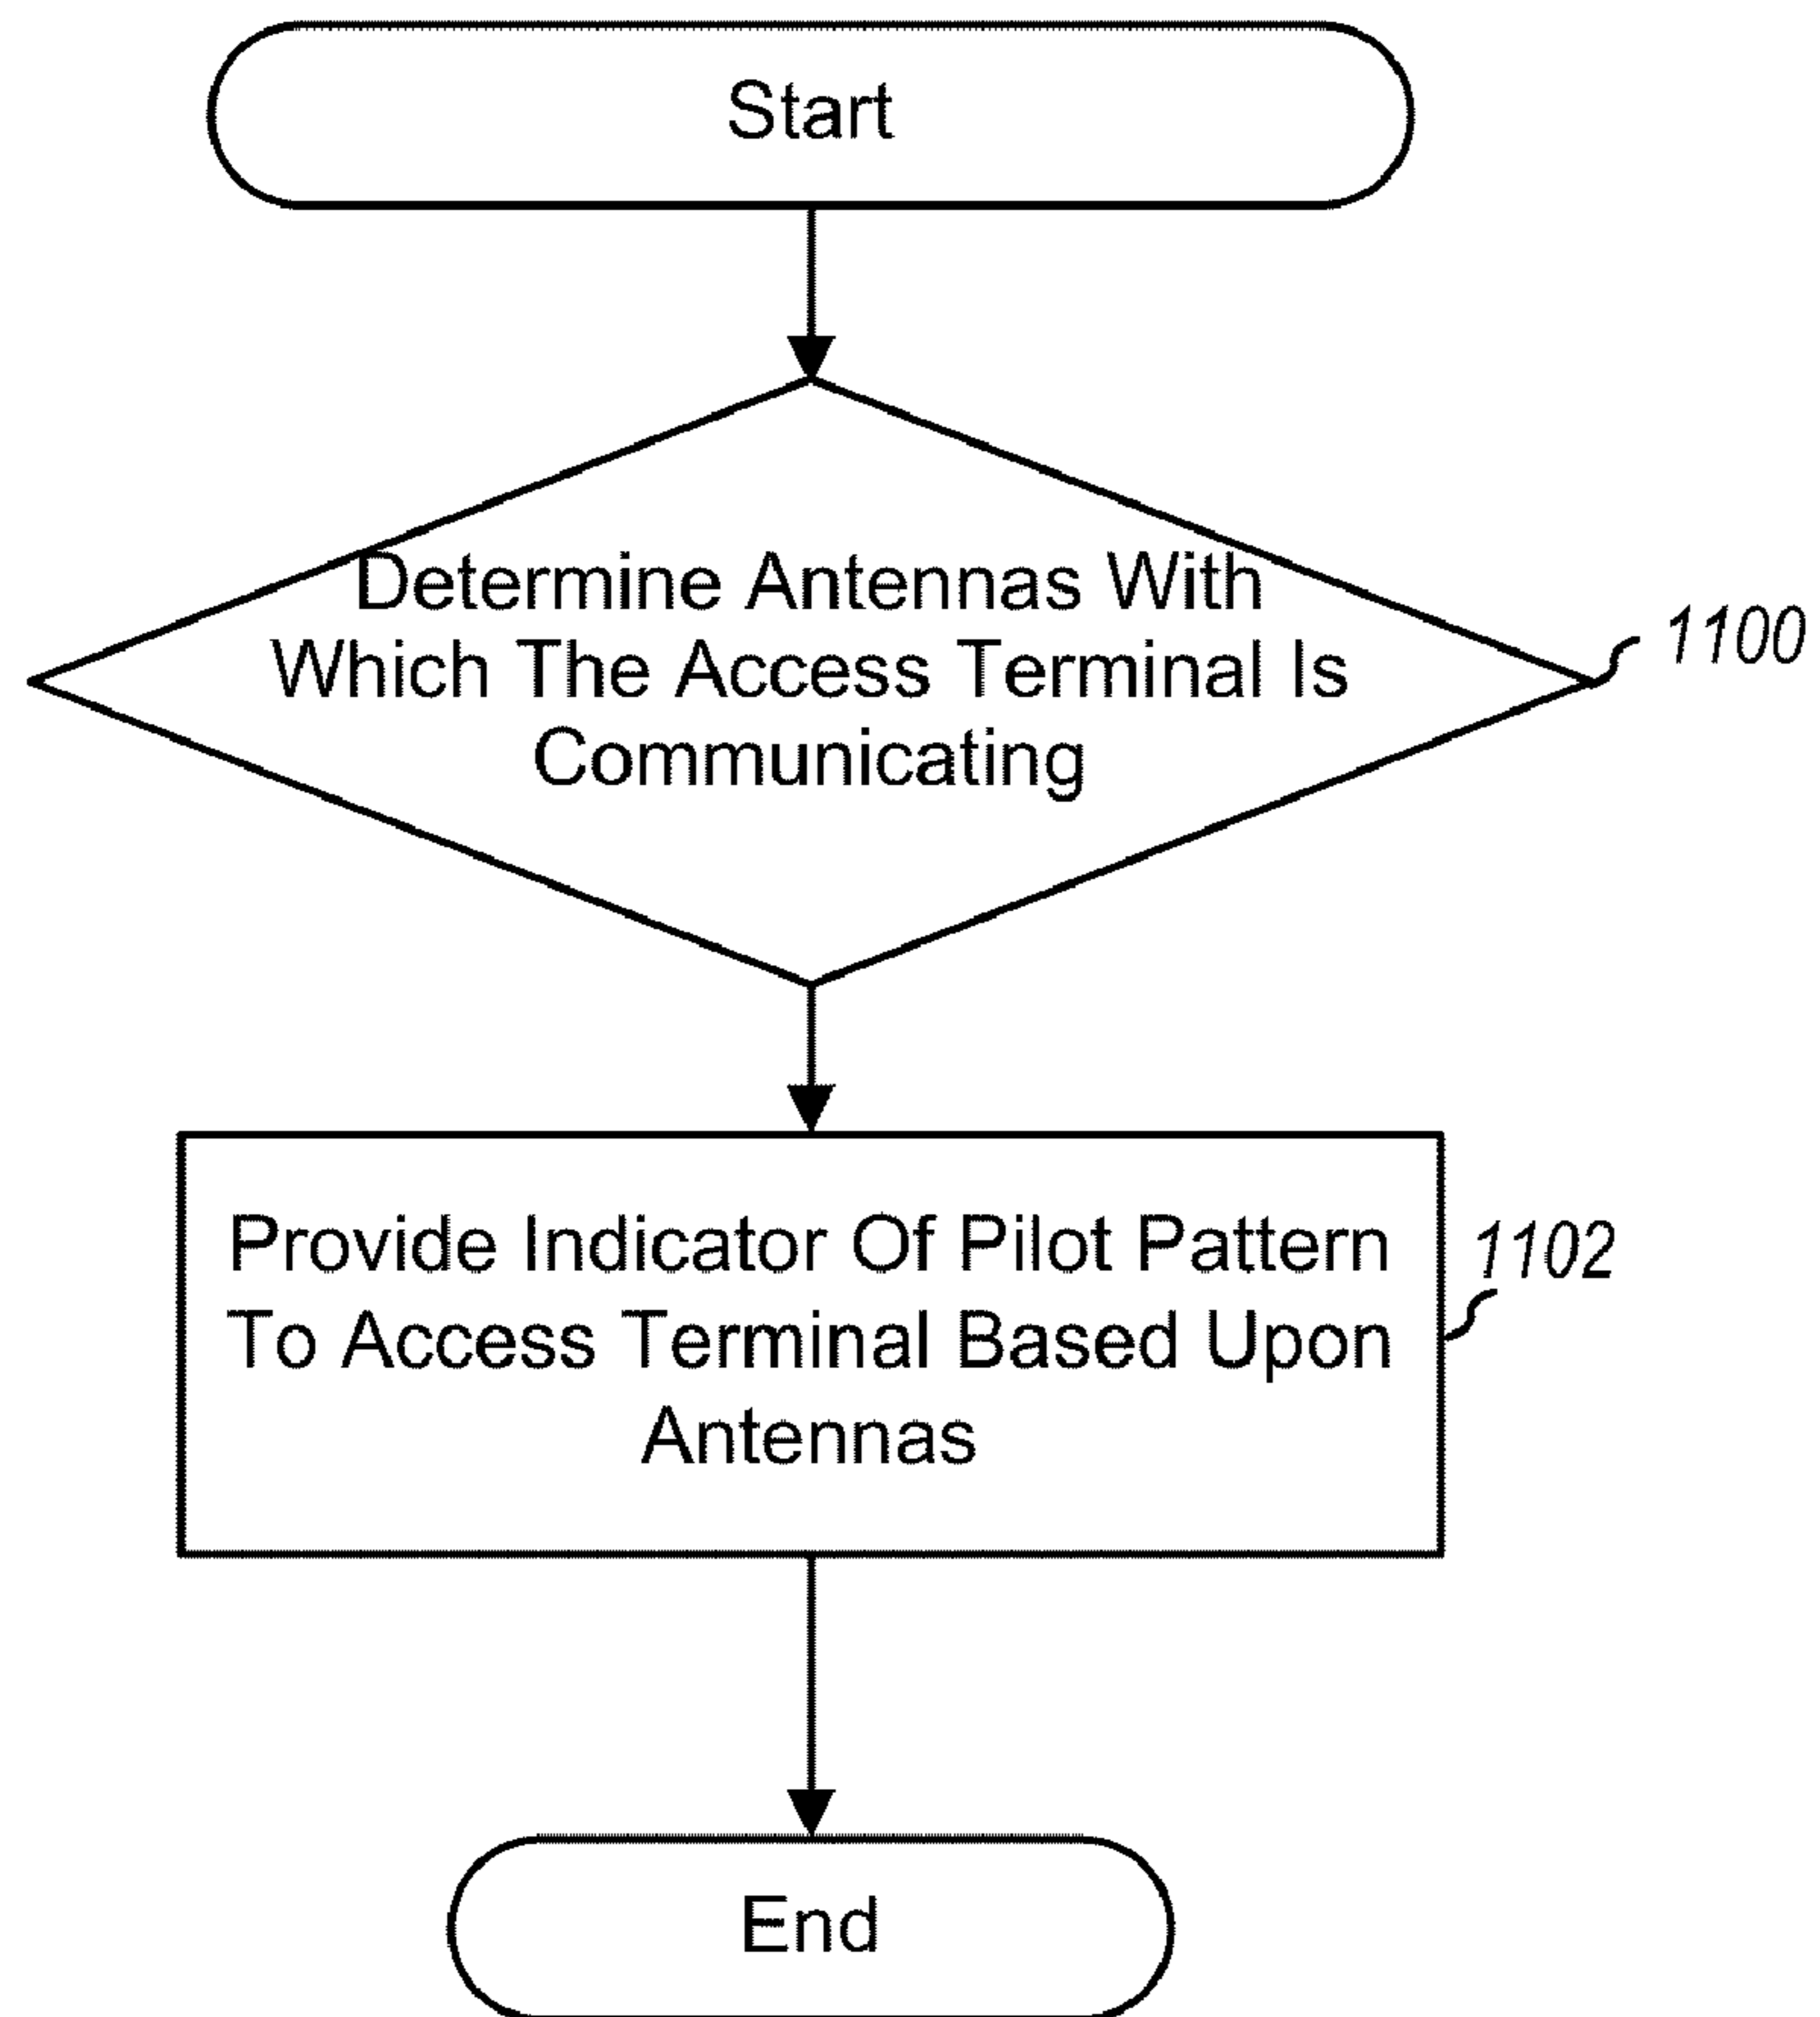 Start
Determine Antennas With
Which The Access Terminal Is
Communicating
1100
Provide Indicator Of Pilot Pattern
To Access Terminal Based Upon
Antennas
1102
End